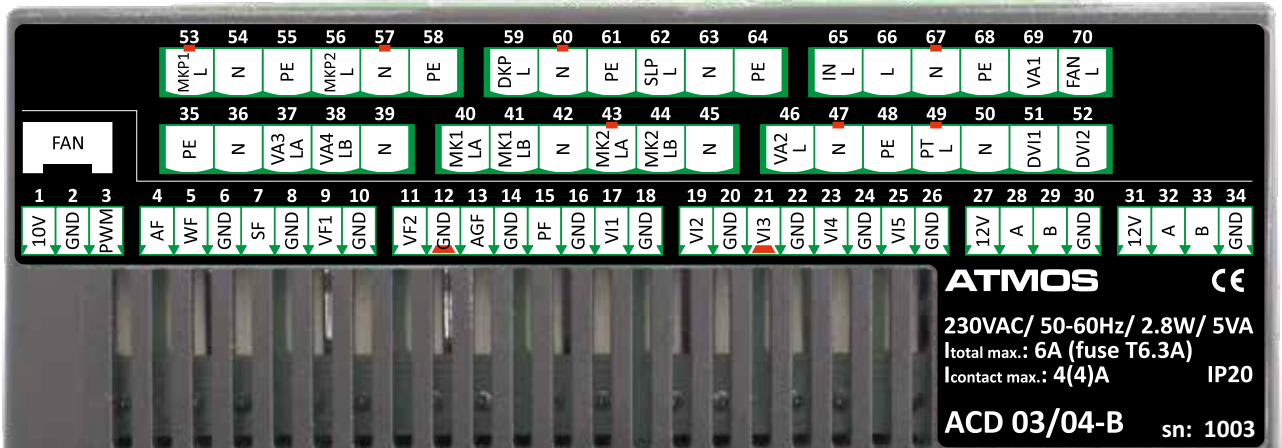 53 54 55 56 57 58 59 60 61 62 63 64 65 66 67 68 69 70
MKP1 L N PE MKP2 L N PE DKP L N PE SLP L N PE IN L L N PE VA1 FAN L
35 36 37 38 39 40 41 42 43 44 45 46 47 48 49 50 51 52
FAN PE N VA3 LA VA4 LB N MK1 LA MK1 LB N MK2 LA MK2 LB N VA2 L N PE PT L N DVI1 DVI2
1 2 3 4 5 6 7 8 9 10 11 12 13 14 15 16 17 18 19 20 21 22 23 24 25 26 27 28 29 30 31 32 33 34
10V GND PWM AF WF GND SF GND VF1 GND VF2 GND AGF GND PF GND VI1 GND VI2 GND VI3 GND VI4 GND VI5 GND 12V A B GND 12V A B GND
ATMOS CE
230VAC/ 50-60Hz/ 2.8W/ 5VA
Itotal max.: 6A (fuse T6.3A)
Icontact max.: 4(4)A IP20
ACD 03/04-B sn: 1003